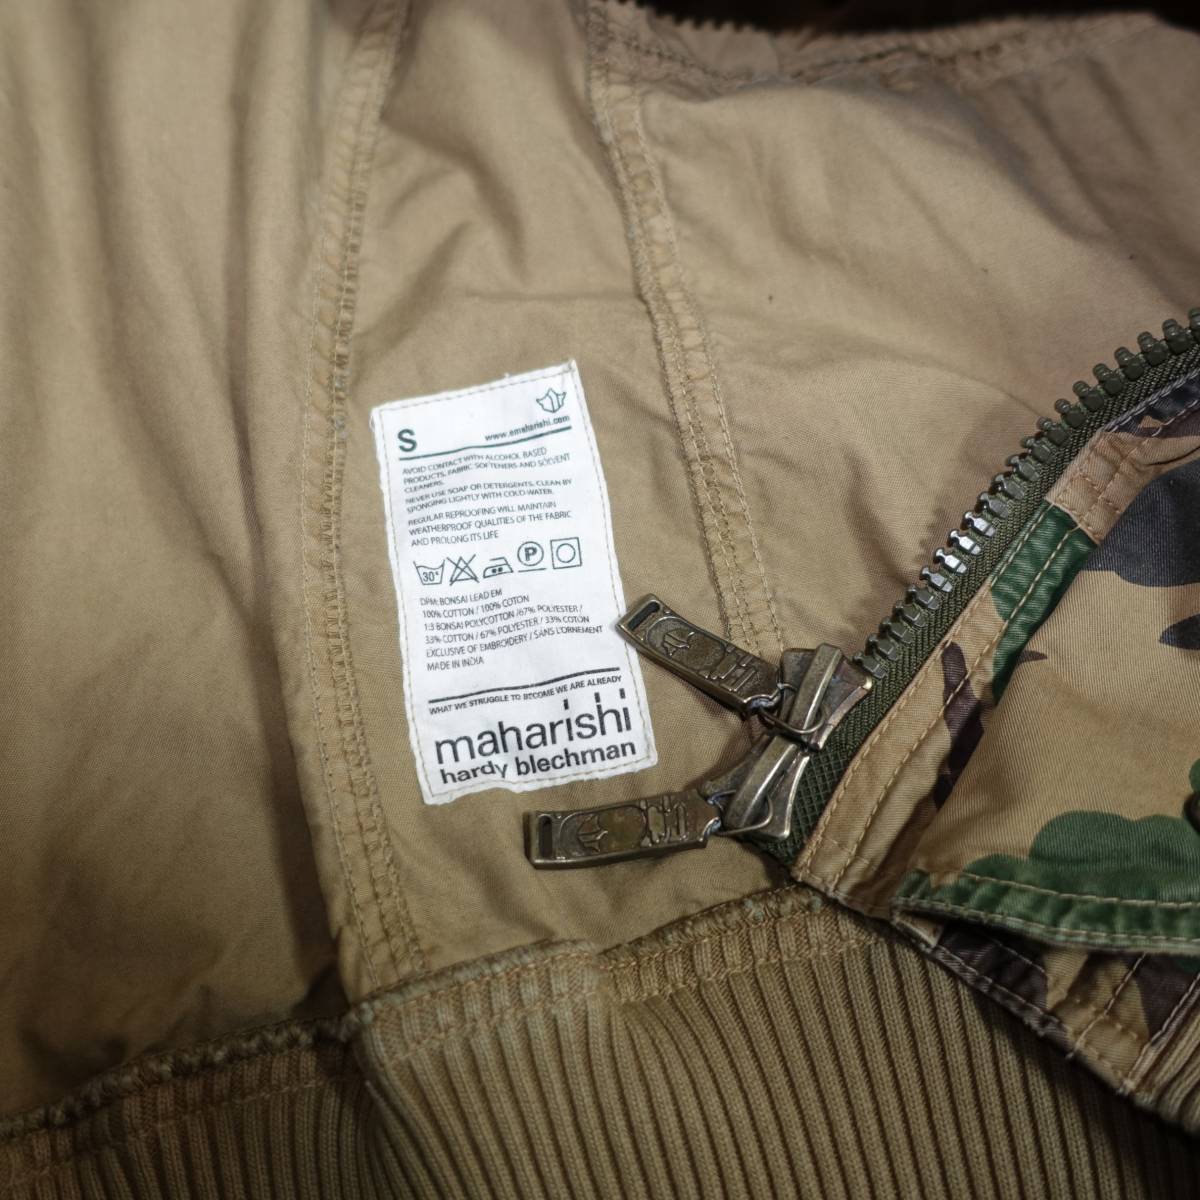 S
www.emaharishi.com
AVOID CONTACT WITH ALCOHOL BASED
PRODUCTS, FABRIC SOFTENERS AND SOLVENT
CLEANERS.
NEVER USE SOAP OR DETERGENTS. CLEAN BY
SPONGING LIGHTLY WITH COLD WATER.
REGULAR REPROOFING WILL MAINTAIN
WEATHERPROOF QUALITIES OF THE FABRIC
AND PROLONG ITS LIFE
30° P
DPM: BONSAI LEAD EM
100% COTTON / 100% COTON
1:3 BONSAI POLYCOTTON /67% POLYESTER /
33% COTTON / 67% POLYESTER / 33% COTON
EXCLUSIVE OF EMBROIDERY / SANS L'ORNEMENT
MADE IN INDIA
WHAT WE STRUGGLE TO BECOME WE ARE ALREADY
maharishi
hardy blechman